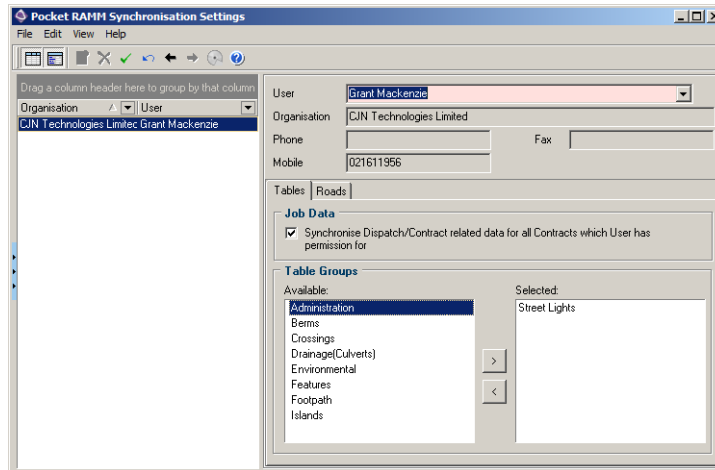 Pocket RAMM Synchronisation Settings
File Edit View Help
Drag a column header here to group by that column
Organisation User
CJN Technologies Limitec Grant Mackenzie
User Grant Mackenzie
Organisation CJN Technologies Limited
Phone Fax
Mobile 021611956
Tables Roads
Job Data
Synchronise Dispatch/Contract related data for all Contracts which User has
permission for
Table Groups
Available: Selected:
Administration Street Lights
Berms
Crossings
Drainage(Culverts)
Environmental
Features
Footpath
Islands
>
<